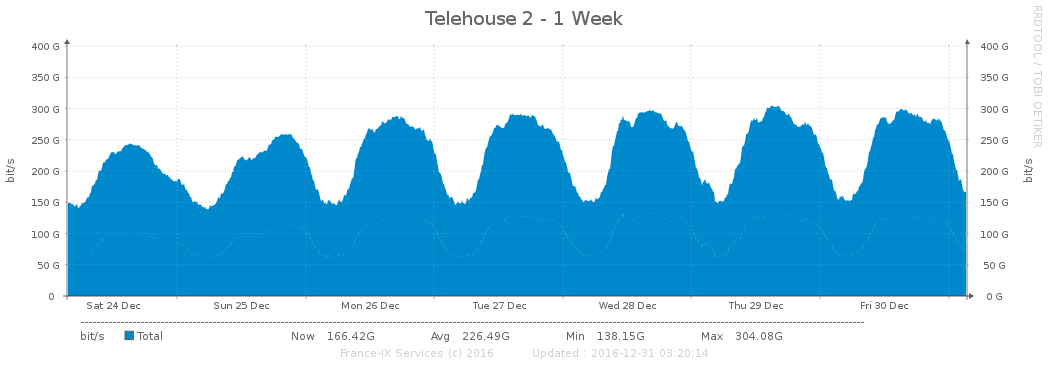 Telehouse 2 - 1 Week
RRDTOOL / TOBI OETIKER
bit/s
400 G
350 G
300 G
250 G
200 G
150 G
100 G
50 G
0
400 G
350 G
300 G
250 G
200 G
150 G
100 G
50 G
0 G
bit/s
Sat 24 Dec Sun 25 Dec Mon 26 Dec Tue 27 Dec Wed 28 Dec Thu 29 Dec Fri 30 Dec
bit/s Total Now 166.42G Avg 226.49G Min 138.15G Max 304.08G
France-IX Services (c) 2016 Updated : 2016-12-31 03:20:14